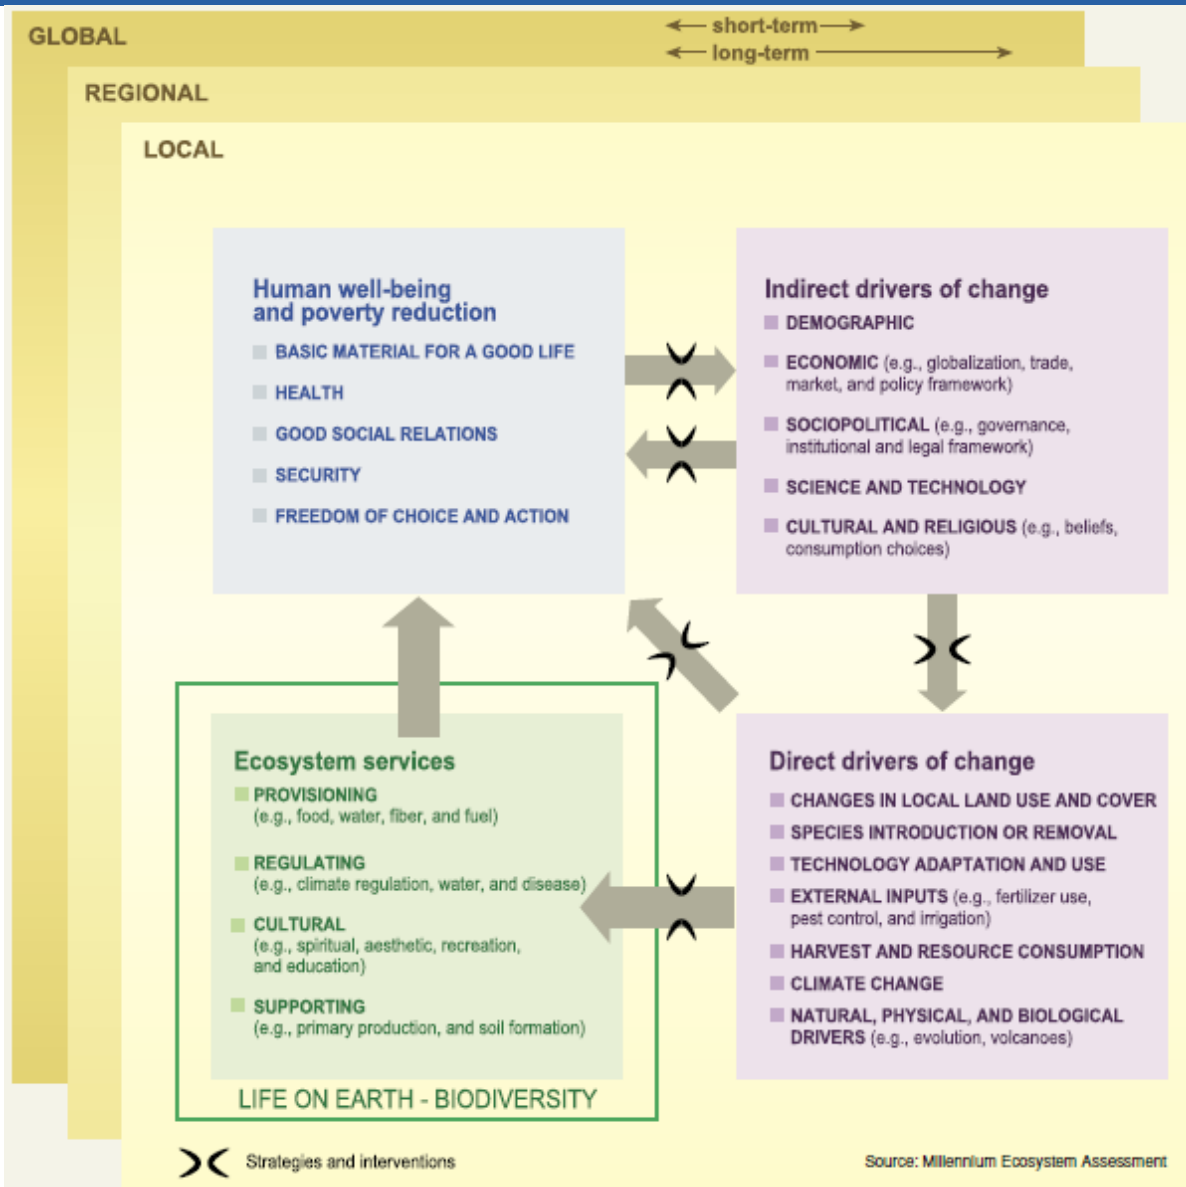 GLOBAL
short-term
long-term
REGIONAL
LOCAL
Human well-being
and poverty reduction
BASIC MATERIAL FOR A GOOD LIFE
HEALTH
GOOD SOCIAL RELATIONS
SECURITY
FREEDOM OF CHOICE AND ACTION
Indirect drivers of change
DEMOGRAPHIC
ECONOMIC (e.g., globalization, trade,
market, and policy framework)
SOCIOPOLITICAL (e.g., governance,
institutional and legal framework)
SCIENCE AND TECHNOLOGY
CULTURAL AND RELIGIOUS (e.g., beliefs,
consumption choices)
Ecosystem services
PROVISIONING
(e.g., food, water, fiber, and fuel)
REGULATING
(e.g., climate regulation, water, and disease)
CULTURAL
(e.g., spiritual, aesthetic, recreation,
and education)
SUPPORTING
(e.g., primary production, and soil formation)
LIFE ON EARTH - BIODIVERSITY
Direct drivers of change
CHANGES IN LOCAL LAND USE AND COVER
SPECIES INTRODUCTION OR REMOVAL
TECHNOLOGY ADAPTATION AND USE
EXTERNAL INPUTS (e.g., fertilizer use,
pest control, and irrigation)
HARVEST AND RESOURCE CONSUMPTION
CLIMATE CHANGE
NATURAL, PHYSICAL, AND BIOLOGICAL
DRIVERS (e.g., evolution, volcanoes)
Strategies and interventions
Source: Millennium Ecosystem Assessment